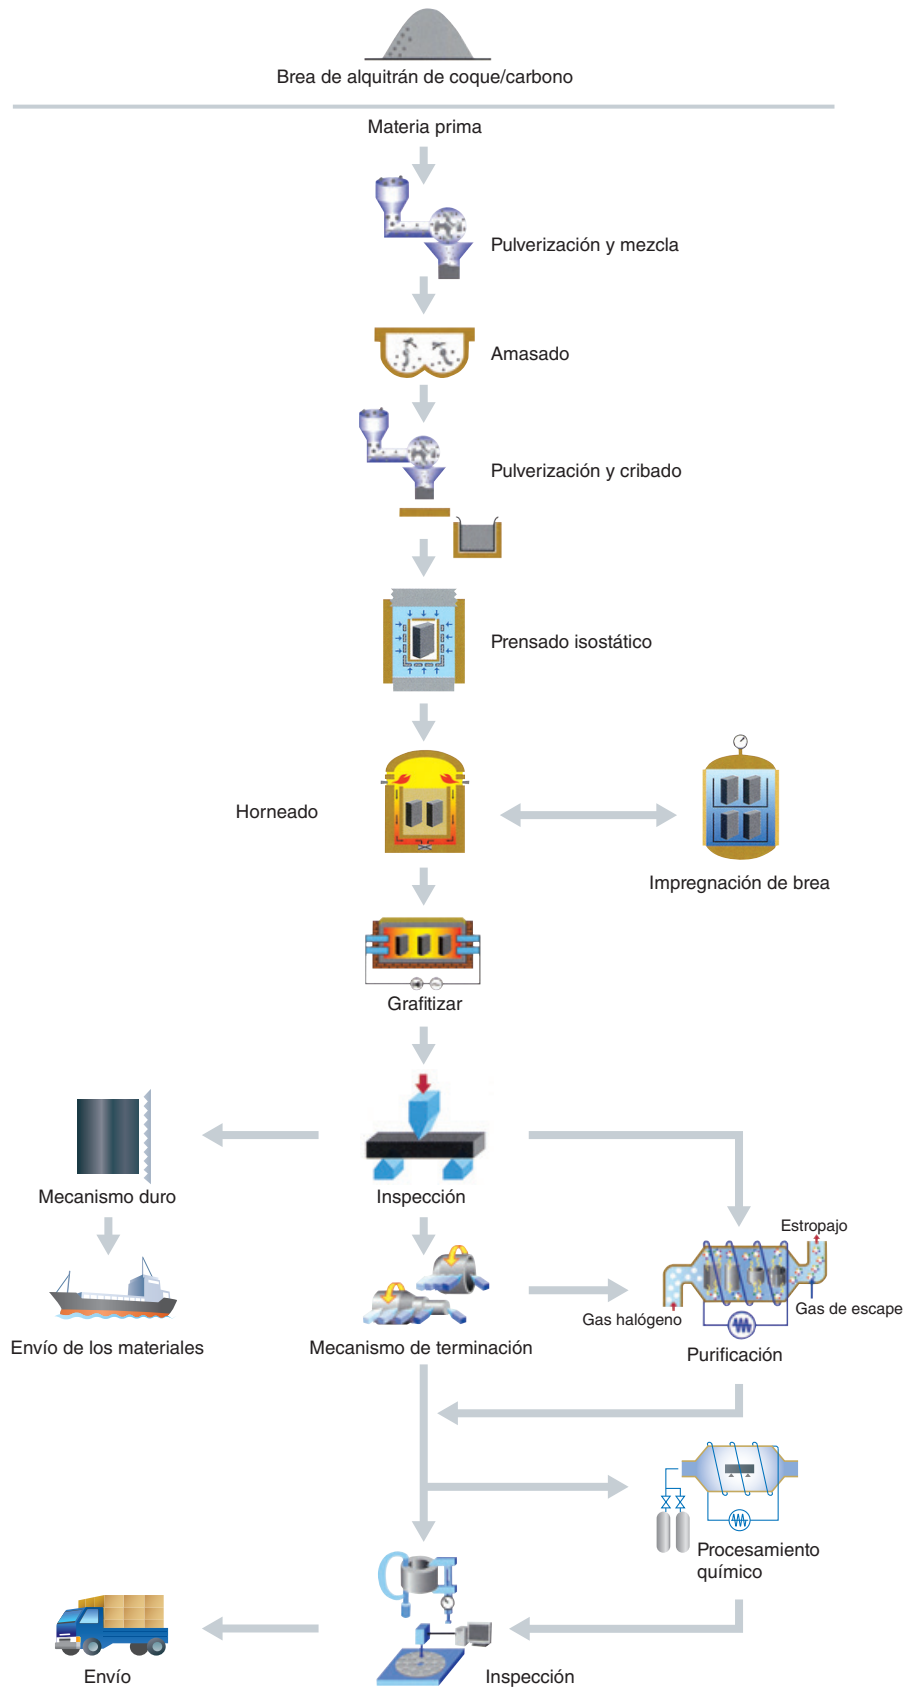 Brea de alquitrán de coque/carbono
Materia prima
Pulverización y mezcla
Amasado
Pulverización y cribado
Prensado isostático
Horneado
Impregnación de brea
Grafitizar
Mecanismo duro
Inspección
Estropajo
Gas halógeno
Gas de escape
Envío de los materiales
Mecanismo de terminación
Purificación
Procesamiento
químico
Envío
Inspección